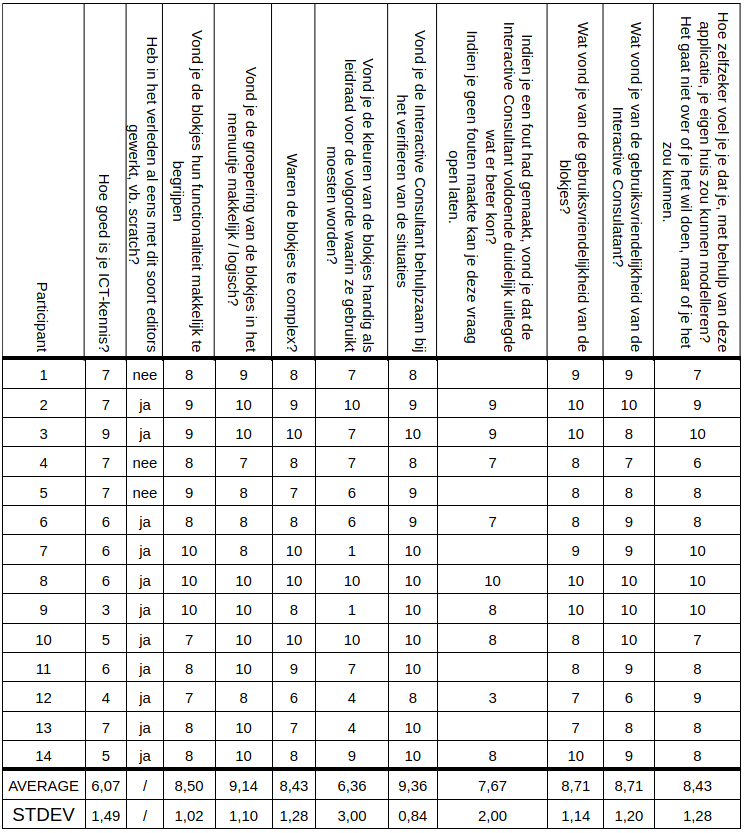 Participant
Hoe goed is je ICT-kennis?
Heb in het verleden al eens met dit soort editors
gewerkt, vb. scratch?
Vond je de blokjes hun functionaliteit makkelijk te
begrijpen
Vond je de groepering van de blokjes in het
menuutje makkelijk / logisch?
Waren de blokjes te complex?
Vond je de kleuren van de blokjes handig als
leidraad voor de volgorde waarin ze gebruikt
moesten worden?
Vond je de Interactive Consultant behulpzaam bij
het verifieren van de situaties
Indien je een fout had gemaakt, vond je dat de
Interactive Consultant voldoende duidelijk uitlegde
wat er beter kon?
Indien je geen fouten maakte kan je deze vraag
open laten.
Wat vond je van de gebruiksvriendelijkheid van de
blokjes?
Wat vond je van de gebruiksvriendelijkheid van de
Interactive Consulatant?
Hoe zelfzeker voel je je dat je, met behulp van deze
applicatie, je eigen huis zou kunnen modelleren?
Het gaat niet over of je het wil doen, maar of je het
zou kunnen.
1 7 nee 8 9 8 7 8 9 9 7
2 7 ja 9 10 9 10 9 9 10 10 9
3 9 ja 9 10 10 7 10 9 10 8 10
4 7 nee 8 7 8 7 8 7 8 7 6
5 7 nee 9 8 7 6 9 8 8 8
6 6 ja 8 8 8 6 9 7 8 9 8
7 6 ja 10 8 10 1 10 9 9 10
8 6 ja 10 10 10 10 10 10 10 10 10
9 3 ja 10 10 8 1 10 8 10 10 10
10 5 ja 7 10 10 10 10 8 8 10 7
11 6 ja 8 10 9 7 10 8 9 8
12 4 ja 7 8 6 4 8 3 7 6 9
13 7 ja 8 10 7 4 10 7 8 8
14 5 ja 8 10 8 9 10 8 10 9 8
AVERAGE 6,07 / 8,50 9,14 8,43 6,36 9,36 7,67 8,71 8,71 8,43
STDEV 1,49 / 1,02 1,10 1,28 3,00 0,84 2,00 1,14 1,20 1,28